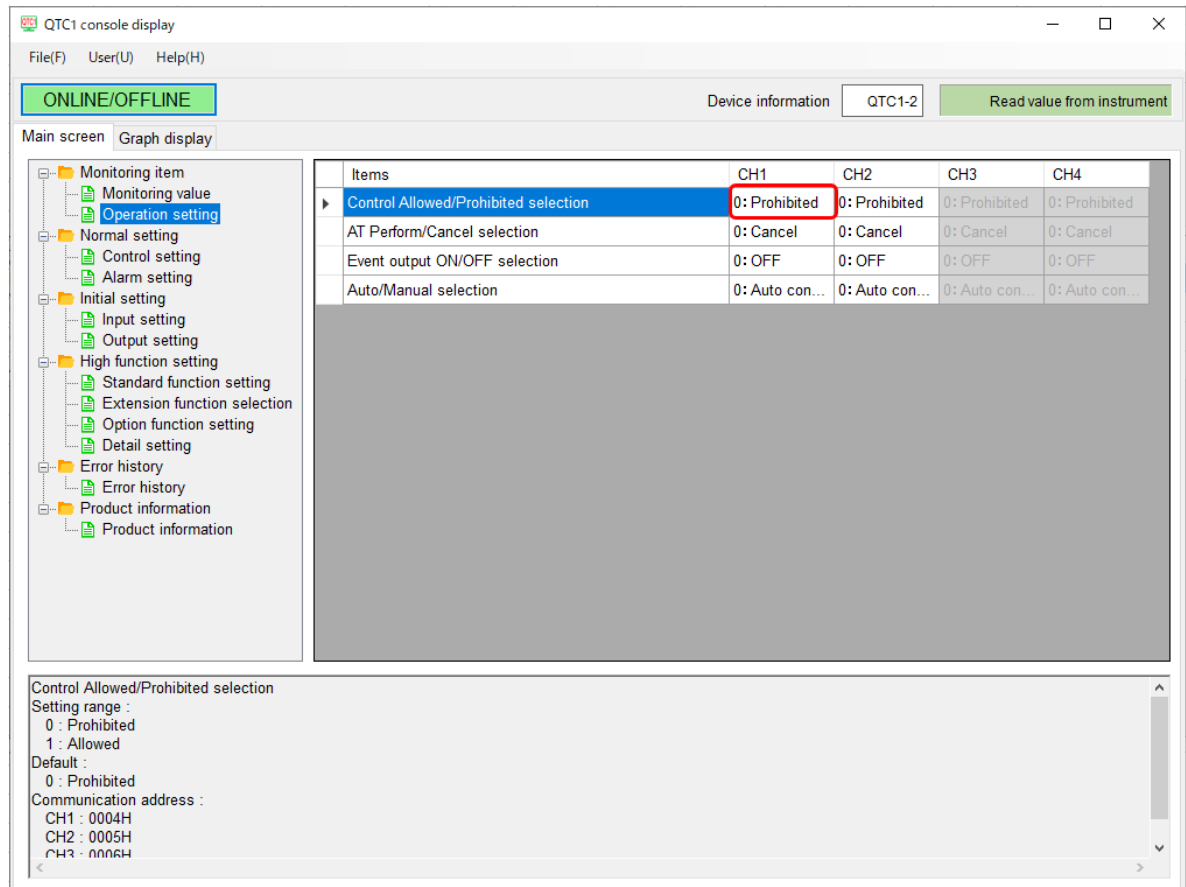 QTC1 console display
File(F) User(U) Help(H)
ONLINE/OFFLINE Device information QTC1-2 Read value from instrument
Main screen Graph display
Monitoring item
Monitoring value
Operation setting
Normal setting
Control setting
Alarm setting
Initial setting
Input setting
Output setting
High function setting
Standard function setting
Extension function selection
Option function setting
Detail setting
Error history
Error history
Product information
Product information
Items CH1 CH2 CH3 CH4
Control Allowed/Prohibited selection 0: Prohibited 0: Prohibited 0: Prohibited 0: Prohibited
AT Perform/Cancel selection 0: Cancel 0: Cancel 0: Cancel 0: Cancel
Event output ON/OFF selection 0: OFF 0: OFF 0: OFF 0: OFF
Auto/Manual selection 0: Auto con... 0: Auto con... 0: Auto con... 0: Auto con...
Control Allowed/Prohibited selection
Setting range :
0 : Prohibited
1 : Allowed
Default :
0 : Prohibited
Communication address :
CH1 : 0004H
CH2 : 0005H
CH3 : 0006H